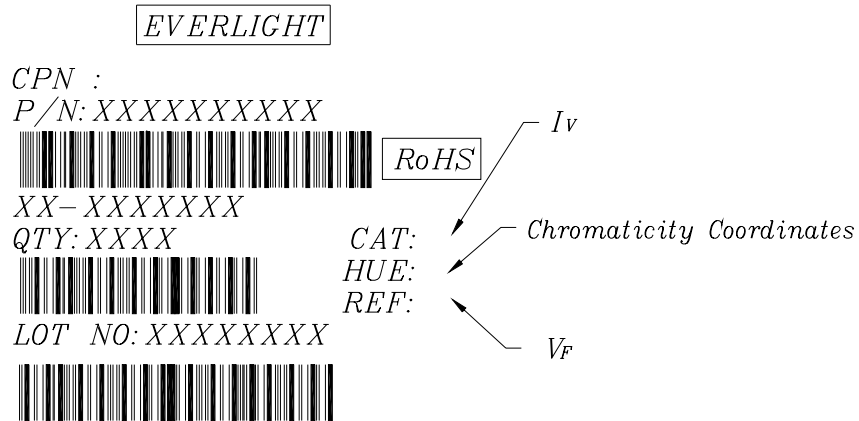 EVERLIGHT
CPN :
P/N: XXXXXXXXXX
RoHS
XX-XXXXXXX
QTY: XXXX
CAT:
HUE:
REF:
LOT NO: XXXXXXXX
IV
Chromaticity Coordinates
VF